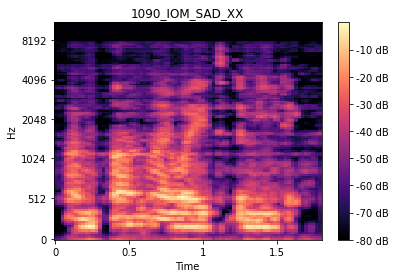 1090_IOM_SAD_XX
8192
4096
2048
1024
512
0
Hz
0
0.5
1
1.5
Time
-10 dB
-20 dB
-30 dB
-40 dB
-50 dB
-60 dB
-70 dB
-80 dB